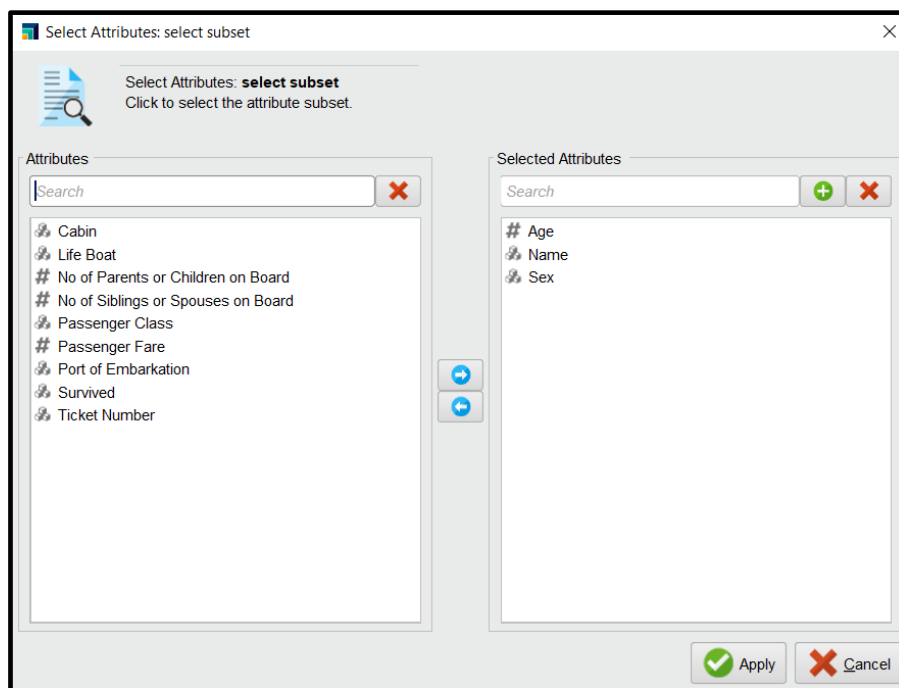 Select Attributes: select subset
Select Attributes: select subset
Click to select the attribute subset.
Attributes
Search
Cabin
Life Boat
# No of Parents or Children on Board
# No of Siblings or Spouses on Board
Passenger Class
# Passenger Fare
Port of Embarkation
Survived
Ticket Number
Selected Attributes
Search
# Age
Name
Sex
Apply
Cancel